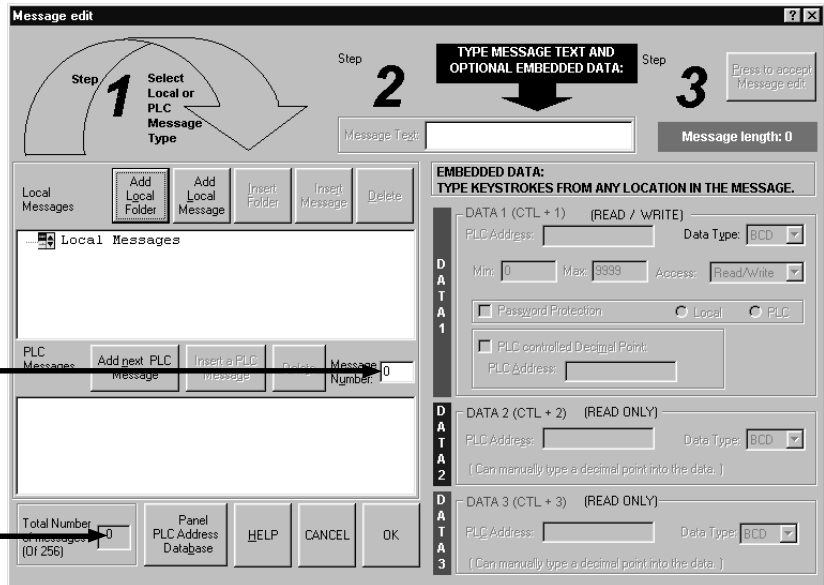 Message edit
Step 1
Select
Local or
PLC
Message
Type
Step 2
TYPE MESSAGE TEXT AND
OPTIONAL EMBEDDED DATA:
Message Text:
Step 3
Press to accept
Message edit
Message length: 0
Local
Messages
Add
Local
Folder
Add
Local
Message
Insert
Folder
Insert
Message
Delete
Local Messages
PLC
Messages
Add next PLC
Message
Insert a PLC
Message
Delete
Message
Number:
0
Total Number
of messages
(Of 256)
0
Panel
PLC Address
Database
HELP
CANCEL
OK
EMBEDDED DATA:
TYPE KEYSTROKES FROM ANY LOCATION IN THE MESSAGE.
DATA 1
DATA 1 (CTL + 1) (READ / WRITE)
PLC Address: Data Type: BCD
Min: 0 Max: 9999 Access: Read/Write
Password Protection Local PLC
PLC controlled Decimal Point:
PLC Address:
DATA 2
DATA 2 (CTL + 2) (READ ONLY)
PLC Address: Data Type: BCD
( Can manually type a decimal point into the data. )
DATA 3
DATA 3 (CTL + 3) (READ ONLY)
PLC Address: Data Type: BCD
( Can manually type a decimal point into the data. )